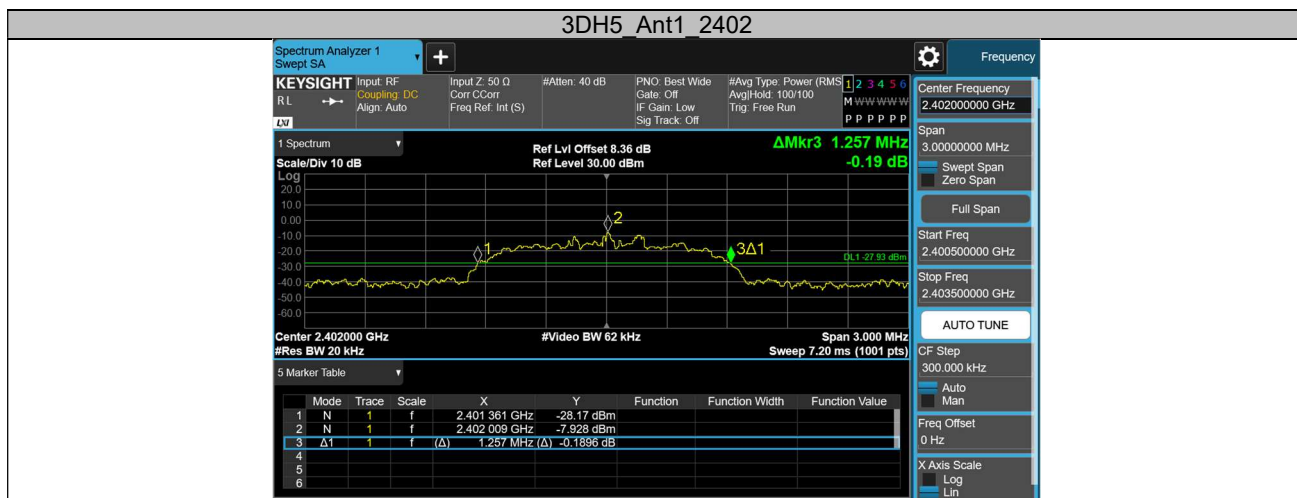 3DH5_Ant1_2402
Spectrum Analyzer 1
Swept SA
+
Frequency
KEYSIGHT
RL
LXI
Input: RF
Coupling: DC
Align: Auto
Input Z: 50 Ω
Corr CCorr
Freq Ref: Int (S)
#Atten: 40 dB
PNO: Best Wide
Gate: Off
IF Gain: Low
Sig Track: Off
#Avg Type: Power (RMS
Avg|Hold: 100/100
Trig: Free Run
1 2 3 4 5 6
M W W W W W
P P P P P P
1 Spectrum
Scale/Div 10 dB
Ref Lvl Offset 8.36 dB
Ref Level 30.00 dBm
ΔMkr3 1.257 MHz
-0.19 dB
Log
20.0
10.0
0.00
-10.0
-20.0
-30.0
-40.0
-50.0
-60.0
1
2
3Δ1
DL1 -27.93 dBm
Center 2.402000 GHz
#Video BW 62 kHz
Span 3.000 MHz
#Res BW 20 kHz
Sweep 7.20 ms (1001 pts)
5 Marker Table
Mode Trace Scale X Y Function Function Width Function Value
1 N 1 f 2.401 361 GHz -28.17 dBm
2 N 1 f 2.402 009 GHz -7.928 dBm
3 Δ1 1 f (Δ) 1.257 MHz (Δ) -0.1896 dB
4
5
6
Center Frequency
2.402000000 GHz
Span
3.00000000 MHz
Swept Span
Zero Span
Full Span
Start Freq
2.400500000 GHz
Stop Freq
2.403500000 GHz
AUTO TUNE
CF Step
300.000 kHz
Auto
Man
Freq Offset
0 Hz
X Axis Scale
Log
Lin